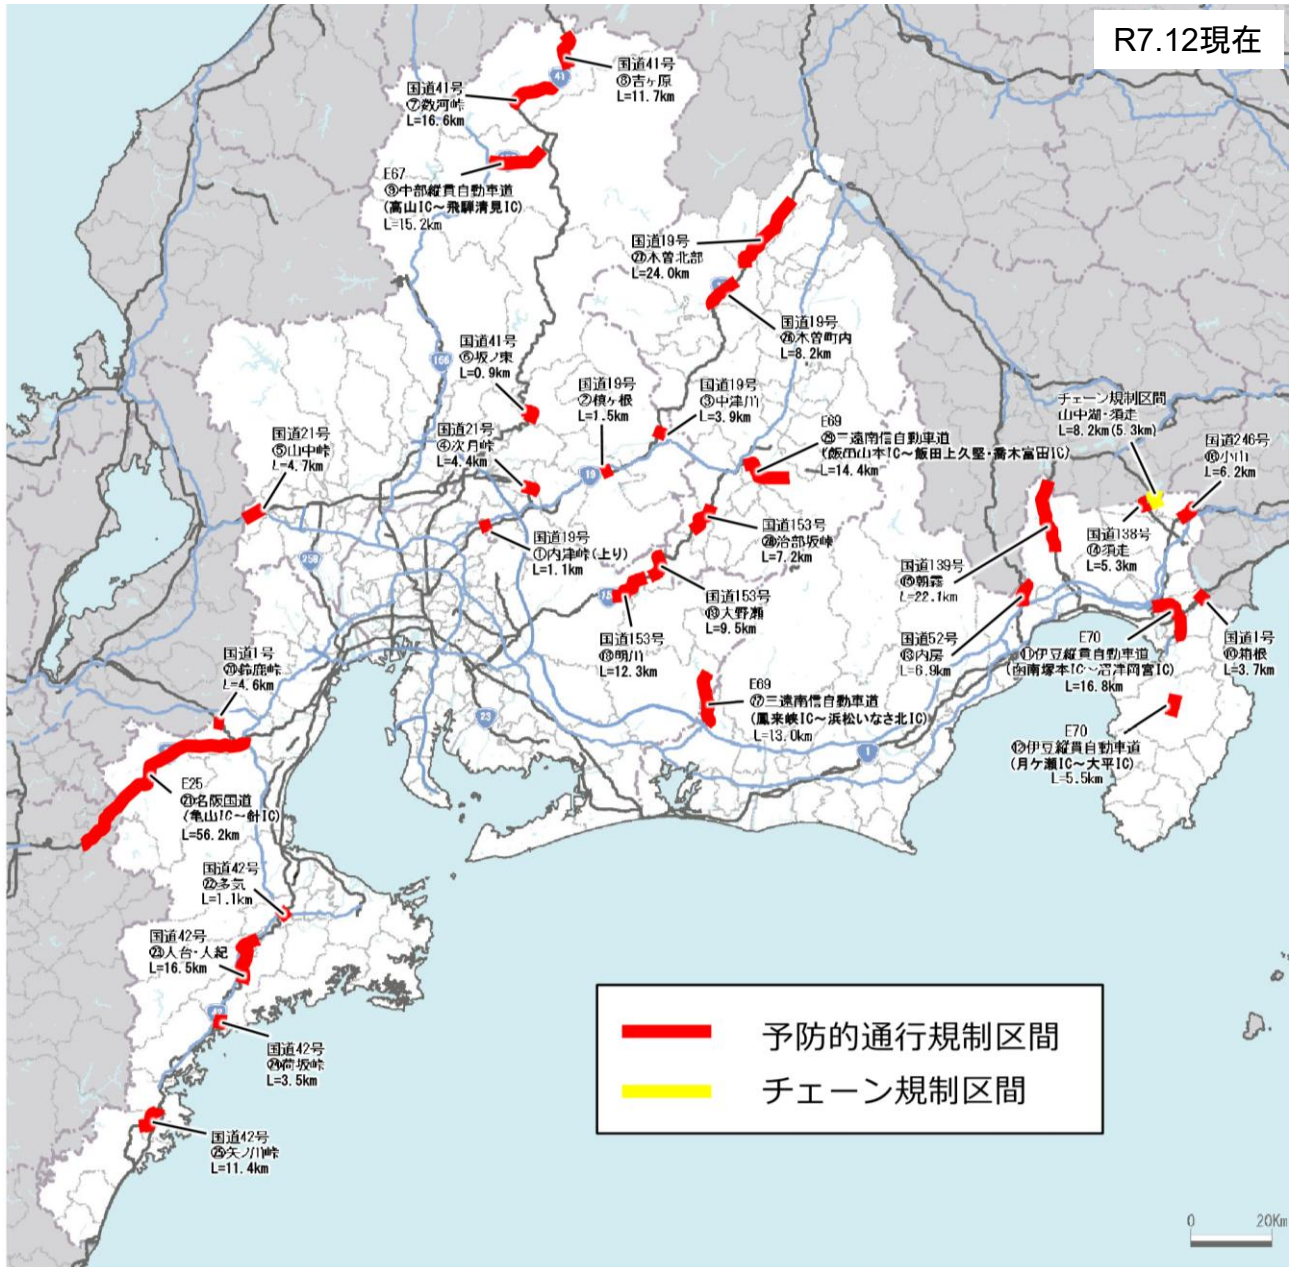 R7.12現在
国道41号
⑧吉ヶ原
L=11.7km
41
国道41号
⑦数河峠
L=16.6km
E67
⑨中部縦貫自動車道
(高山IC～飛騨清見IC)
L=15.2km
国道19号
㉗木曽北部
L=24.0km
国道19号
㉖木曽町内
L=8.2km
国道41号
⑥坂ノ東
L=0.9km
国道19号
②槙ヶ根
L=1.5km
国道19号
③中津川
L=3.9km
チェーン規制区間
山中湖・須走
L=8.2km(5.3km)
E69
三遠南信自動車道
(飯田山本IC～飯田上久堅・喬木富田IC)
L=14.4km
国道246号
⑯小山
L=6.2km
国道21号
⑤山中峠
L=4.7km
国道21号
④次月峠
L=4.4km
19
国道19号
①内津峠(上り)
L=1.1km
国道153号
㉘治部坂峠
L=7.2km
国道138号
⑭須走
L=5.3km
国道139号
⑮朝霧
L=22.1km
258
国道153号
大野瀬
L=9.5km
国道153号
明川
L=12.3km
国道52号
⑬内房
L=6.9km
E70
⑪伊豆縦貫自動車道
(函南塚本IC～沼津岡宮IC)
L=16.8km
国道1号
⑩箱根
L=3.7km
国道1号
⑳鈴鹿峠
L=4.6km
E69
⑰三遠南信自動車道
(鳳来峡IC～浜松いなさ北IC)
L=13.0km
23
1
E70
⑫伊豆縦貫自動車道
(月ケ瀬IC～大平IC)
L=5.5km
E25
㉑名阪国道
(亀山IC～針IC)
L=56.2km
国道42号
㉒多気
L=1.1km
国道42号
㉓大台・大紀
L=16.5km
42
国道42号
㉔荷坂峠
L=3.5km
国道42号
㉕矢ノ川峠
L=11.4km
予防的通行規制区間
チェーン規制区間
0 20Km